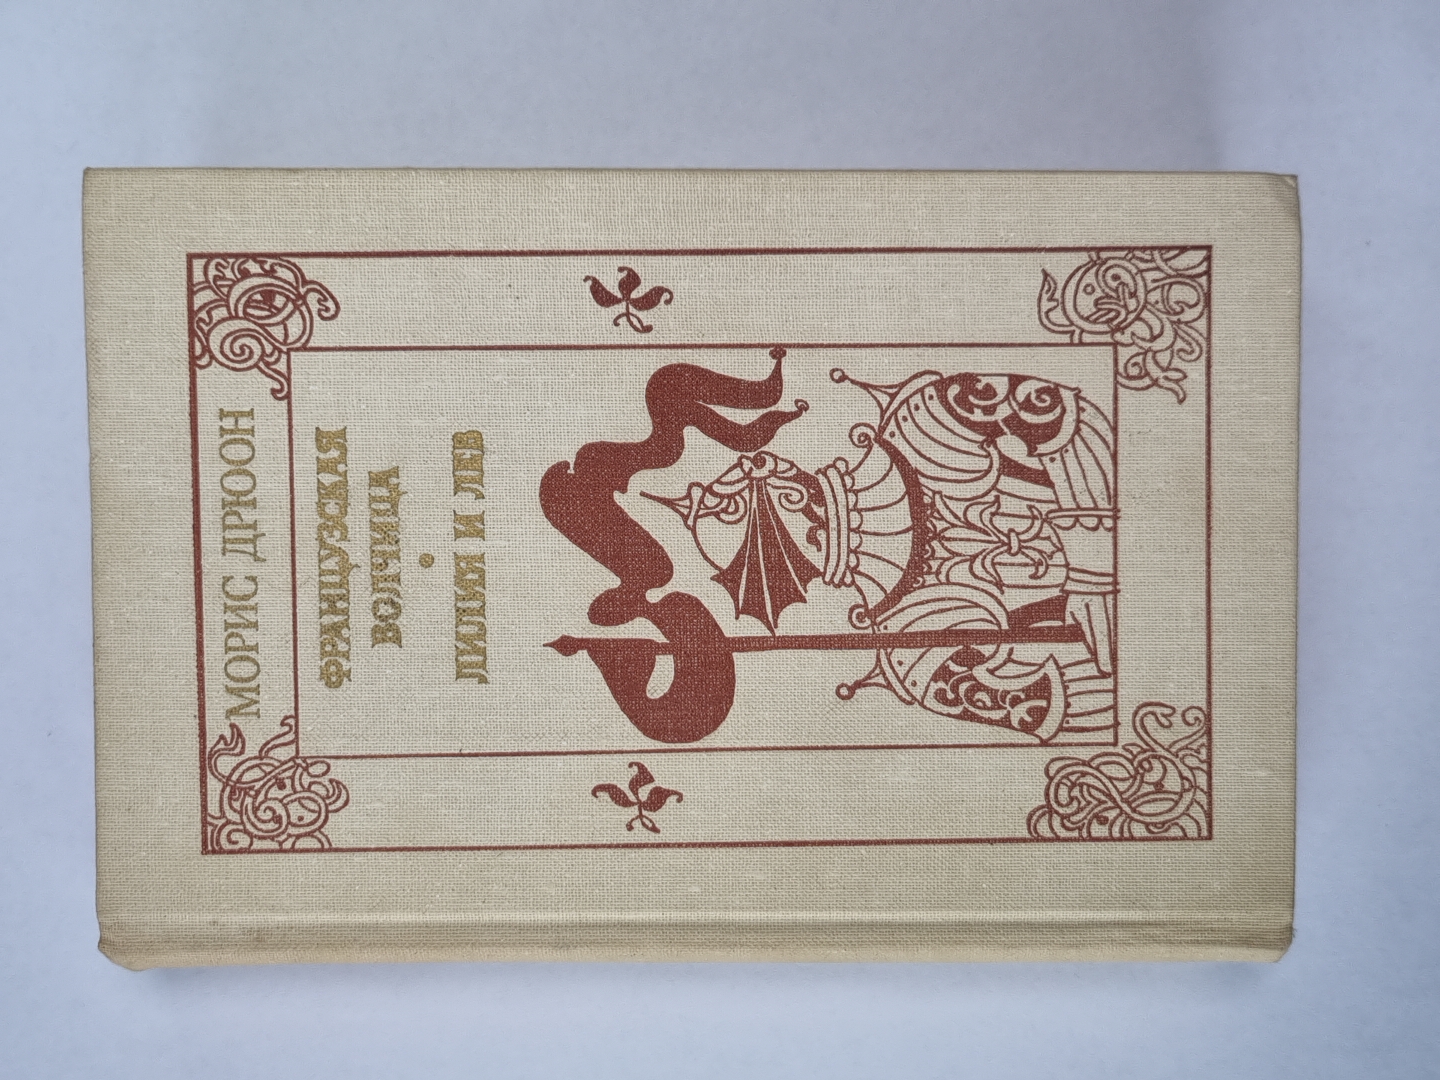 МОРИС ДРЮОН
ФРАНЦУЗСКАЯ
ВОЛЧИЦА
•
ЛИЛИЯ И ЛЕВ